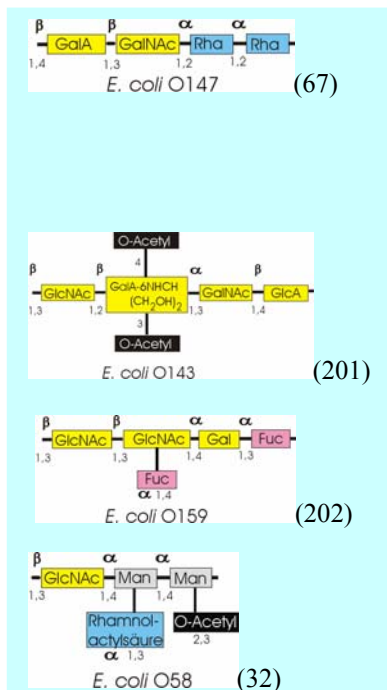 β β α α
GalA GalNAc Rha Rha
1,4 1,3 1,2 1,2
E. coli O147 (67)
O-Acetyl
4
β β α β
GlcNAc GalA-6NHCH GalNAc GlcA
(CH2OH)2
1,3 1,2 1,3 1,4
3
O-Acetyl
E. coli O143 (201)
β β α α
GlcNAc GlcNAc Gal Fuc
1,3 1,3 1,4 1,3
Fuc
α 1,4
E. coli O159 (202)
β α α
GlcNAc Man Man
1,3 1,4 1,4
Rhamnol- O-Acetyl
actylsäure 2,3
α 1,3
E. coli O58 (32)